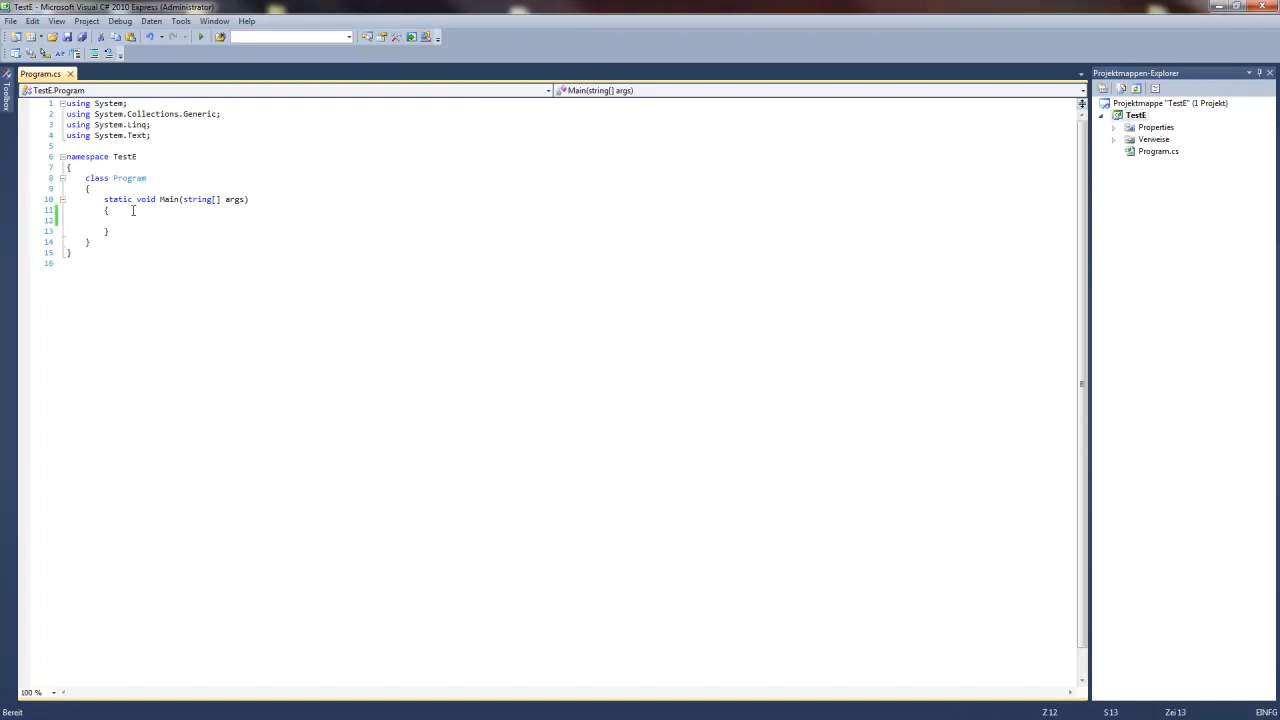 TestE - Microsoft Visual C# 2010 Express (Administrator)
File Edit View Project Debug Daten Tools Window Help
Toolbox
Program.cs
TestE.Program
Main(string[] args)
1 using System;
2 using System.Collections.Generic;
3 using System.Linq;
4 using System.Text;
5
6 namespace TestE
7 {
8 class Program
9 {
10 static void Main(string[] args)
11 {
12
13 }
14 }
15 }
16
100 %
Projektmappen-Explorer
Projektmappe "TestE" (1 Projekt)
TestE
Properties
Verweise
Program.cs
Bereit
Z 12 S 13 Zei 13 EINFG